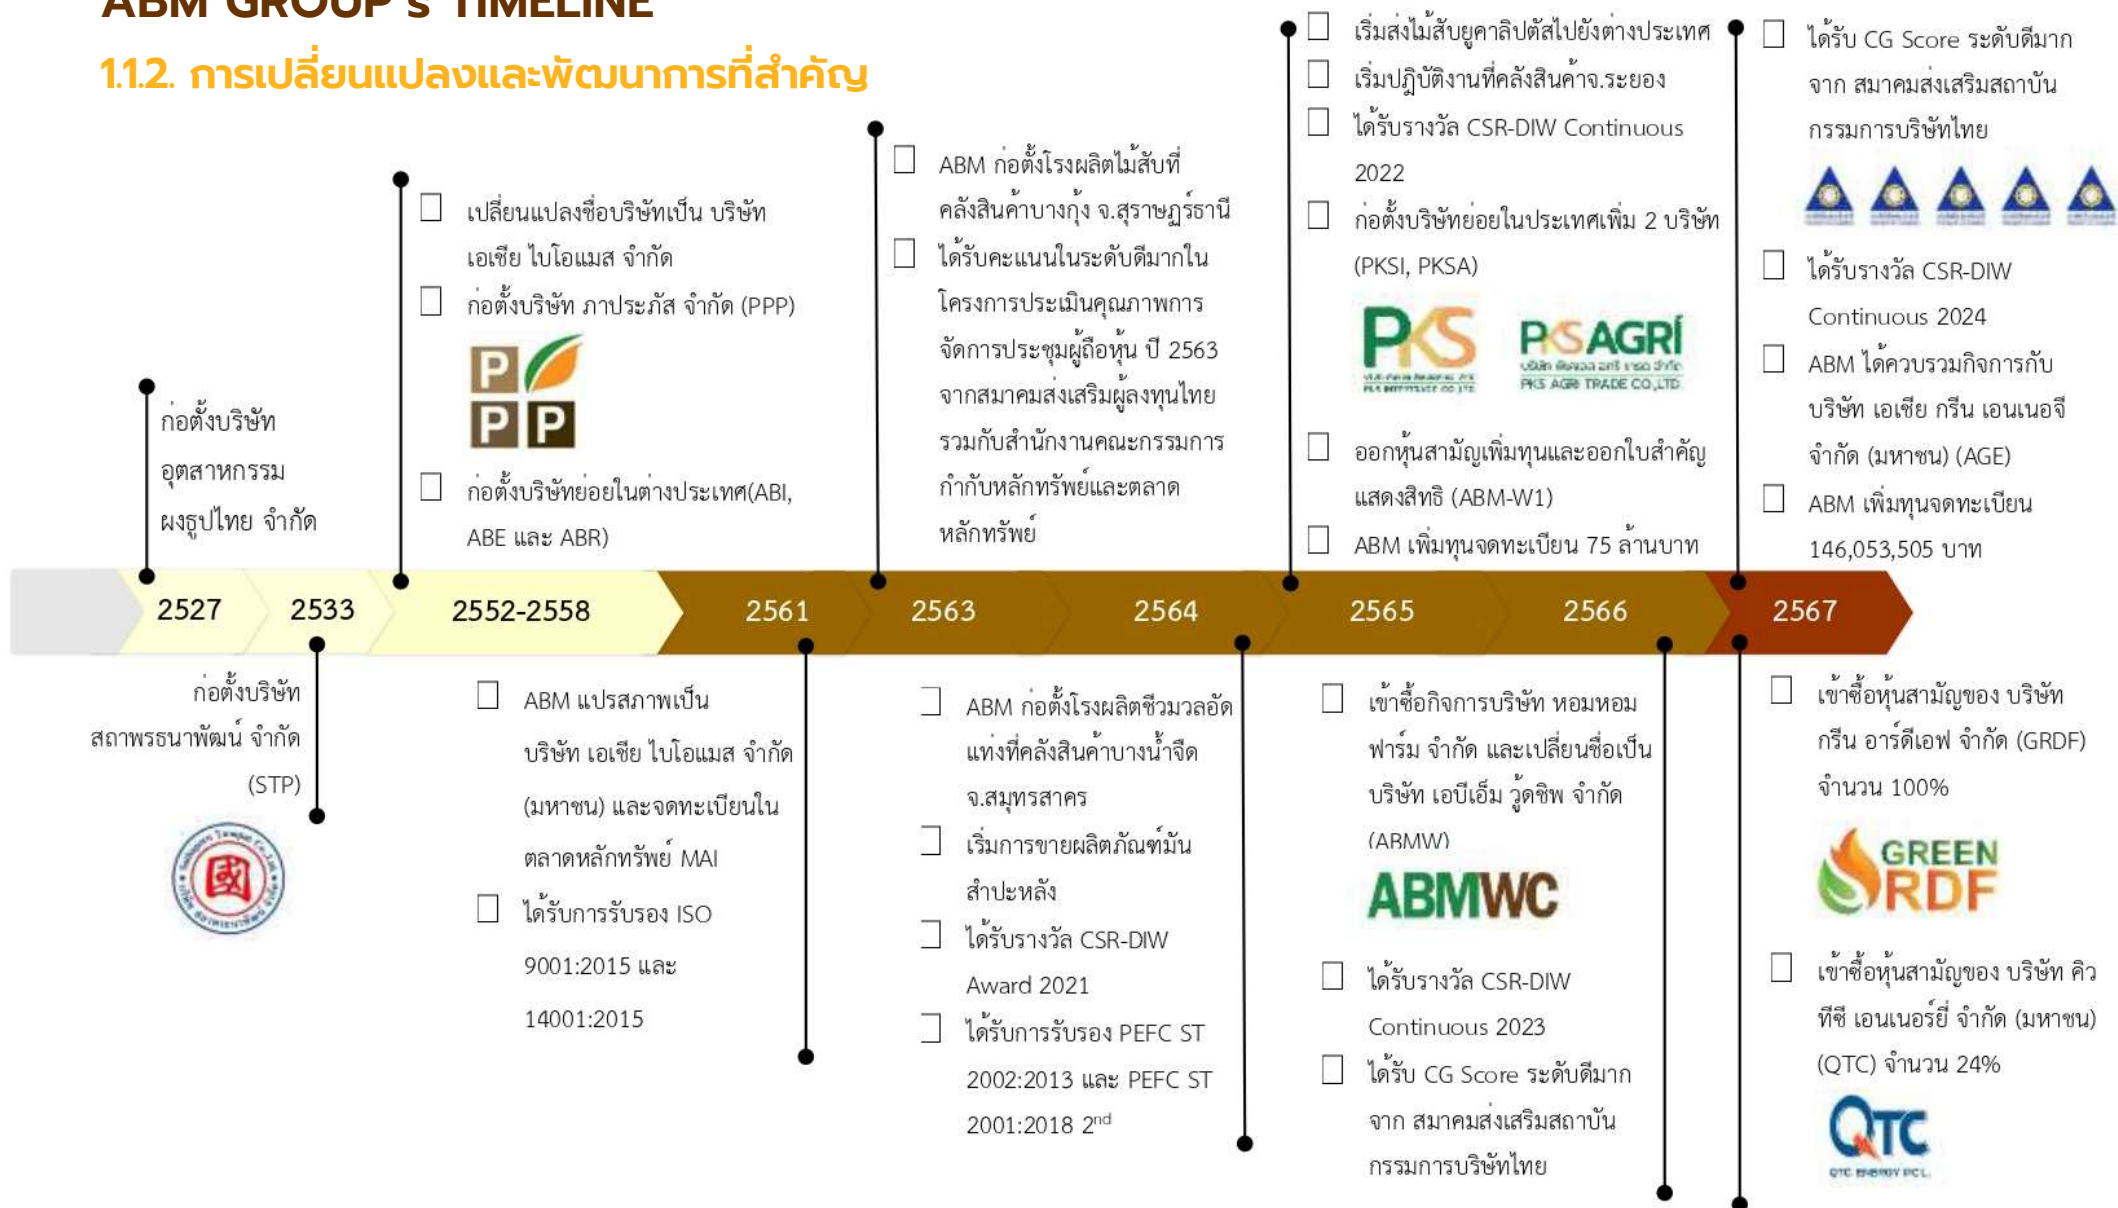 ABM GROUP's TIMELINE
1.1.2. การเปลี่ยนแปลงและพัฒนาการที่สำคัญ
ก่อตั้งบริษัท
อุตสาหกรรม
ผงธูปไทย จำกัด
เปลี่ยนแปลงชื่อบริษัทเป็น บริษัท
เอเชีย ไบโอแมส จำกัด
ก่อตั้งบริษัท ภาประภัส จำกัด (PPP)
P
P P
ก่อตั้งบริษัทย่อยในต่างประเทศ(ABI,
ABE และ ABR)
ABM ก่อตั้งโรงผลิตไม้สับที่
คลังสินค้าบางกุ้ง จ.สุราษฎร์ธานี
ได้รับคะแนนในระดับดีมากใน
โครงการประเมินคุณภาพการ
จัดการประชุมผู้ถือหุ้น ปี 2563
จากสมาคมส่งเสริมผู้ลงทุนไทย
รวมกับสำนักงานคณะกรรมการ
กำกับหลักทรัพย์และตลาด
หลักทรัพย์
เริ่มส่งไม้สับยูคาลิปตัสไปยังต่างประเทศ
เริ่มปฏิบัติงานที่คลังสินค้าจ.ระยอง
ได้รับรางวัล CSR-DIW Continuous
2022
ก่อตั้งบริษัทย่อยในประเทศเพิ่ม 2 บริษัท
(PKSI, PKSA)
PKS
PKSAGRI
PKS AGRI TRADE CO.,LTD.
ออกหุ้นสามัญเพิ่มทุนและออกใบสำคัญ
แสดงสิทธิ (ABM-W1)
ABM เพิ่มทุนจดทะเบียน 75 ล้านบาท
ได้รับ CG Score ระดับดีมาก
จาก สมาคมส่งเสริมสถาบัน
กรรมการบริษัทไทย
ได้รับรางวัล CSR-DIW
Continuous 2024
ABM ได้ควบรวมกิจการกับ
บริษัท เอเชีย กรีน เอนเนอจี
จำกัด (มหาชน) (AGE)
ABM เพิ่มทุนจดทะเบียน
146,053,505 บาท
2527 2533 2552-2558 2561 2563 2564 2565 2566 2567
ก่อตั้งบริษัท
สถาพรธนาพัฒน์ จำกัด
(STP)
國
ABM แปรสภาพเป็น
บริษัท เอเชีย ไบโอแมส จำกัด
(มหาชน) และจดทะเบียนใน
ตลาดหลักทรัพย์ MAI
ได้รับการรับรอง ISO
9001:2015 และ
14001:2015
ABM ก่อตั้งโรงผลิตชีวมวลอัด
แท่งที่คลังสินค้าบางน้ำจืด
จ.สมุทรสาคร
เริ่มการขายผลิตภัณฑ์มัน
สำปะหลัง
ได้รับรางวัล CSR-DIW
Award 2021
ได้รับการรับรอง PEFC ST
2002:2013 และ PEFC ST
2001:2018 2nd
เข้าซื้อกิจการบริษัท หอมหอม
ฟาร์ม จำกัด และเปลี่ยนชื่อเป็น
บริษัท เอบีเอ็ม วู้ดชิพ จำกัด
(ABMW)
ABMWC
ได้รับรางวัล CSR-DIW
Continuous 2023
ได้รับ CG Score ระดับดีมาก
จาก สมาคมส่งเสริมสถาบัน
กรรมการบริษัทไทย
เข้าซื้อหุ้นสามัญของ บริษัท
กรีน อาร์ดีเอฟ จำกัด (GRDF)
จำนวน 100%
GREEN
RDF
เข้าซื้อหุ้นสามัญของ บริษัท คิว
ทีซี เอนเนอร์ยี่ จำกัด (มหาชน)
(QTC) จำนวน 24%
QTC
QTC ENERGY PCL.